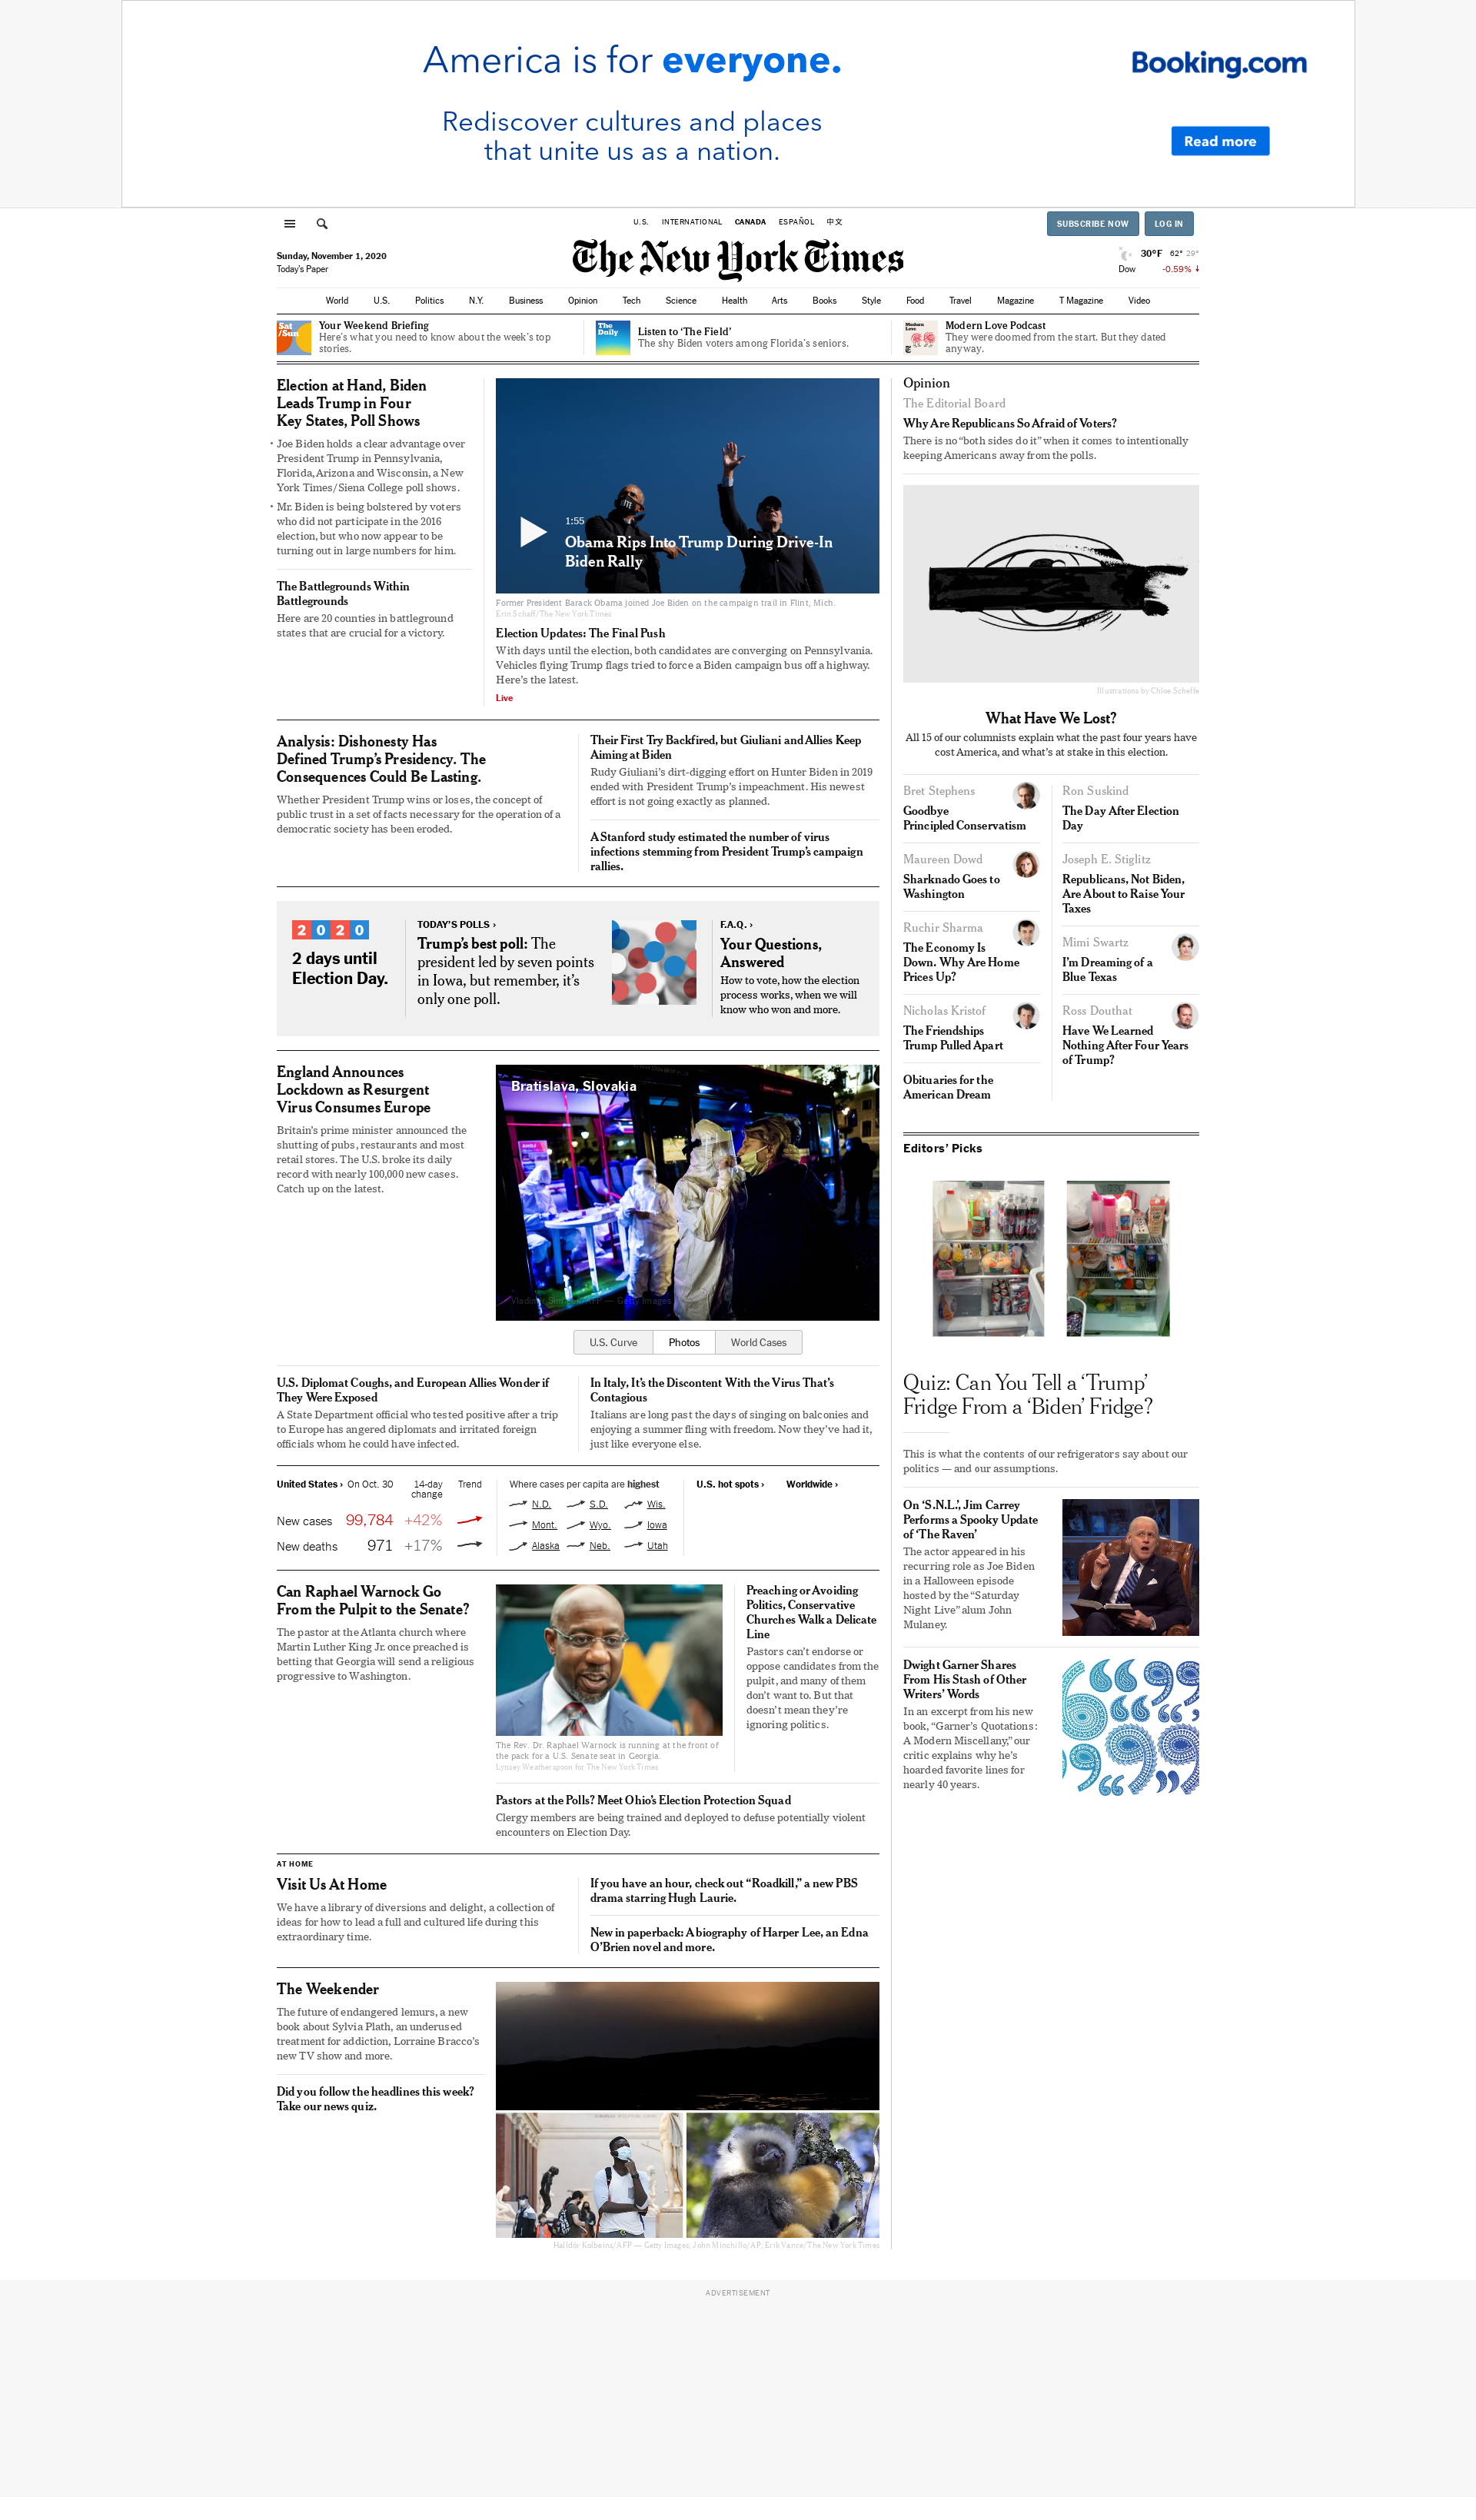 America is for everyone.
Booking.com
Rediscover cultures and places
that unite us as a nation.
Read more
U.S. INTERNATIONAL CANADA ESPAÑOL 中文
SUBSCRIBE NOW LOG IN
Sunday, November 1, 2020
Today's Paper
The New York Times
30°F 62° 29°
Dow -0.59%
World U.S. Politics N.Y. Business Opinion Tech Science Health Arts Books Style Food Travel Magazine T Magazine Video
Sat
/Sun
Your Weekend Briefing
Here's what you need to know about the week's top
stories.
The
Daily
Listen to ‘The Field’
The shy Biden voters among Florida's seniors.
Modern
Love
Modern Love Podcast
They were doomed from the start. But they dated
anyway.
Election at Hand, Biden
Leads Trump in Four
Key States, Poll Shows
• Joe Biden holds a clear advantage over
President Trump in Pennsylvania,
Florida, Arizona and Wisconsin, a New
York Times/Siena College poll shows.
• Mr. Biden is being bolstered by voters
who did not participate in the 2016
election, but who now appear to be
turning out in large numbers for him.
The Battlegrounds Within
Battlegrounds
Here are 20 counties in battleground
states that are crucial for a victory.
1:55
Obama Rips Into Trump During Drive-In
Biden Rally
Former President Barack Obama joined Joe Biden on the campaign trail in Flint, Mich.
Erin Schaff/The New York Times
Election Updates: The Final Push
With days until the election, both candidates are converging on Pennsylvania.
Vehicles flying Trump flags tried to force a Biden campaign bus off a highway.
Here's the latest.
Live
Analysis: Dishonesty Has
Defined Trump's Presidency. The
Consequences Could Be Lasting.
Whether President Trump wins or loses, the concept of
public trust in a set of facts necessary for the operation of a
democratic society has been eroded.
Their First Try Backfired, but Giuliani and Allies Keep
Aiming at Biden
Rudy Giuliani's dirt-digging effort on Hunter Biden in 2019
ended with President Trump's impeachment. His newest
effort is not going exactly as planned.
A Stanford study estimated the number of virus
infections stemming from President Trump's campaign
rallies.
2020
2 days until
Election Day.
TODAY'S POLLS ›
Trump's best poll: The
president led by seven points
in Iowa, but remember, it's
only one poll.
F.A.Q. ›
Your Questions,
Answered
How to vote, how the election
process works, when we will
know who won and more.
England Announces
Lockdown as Resurgent
Virus Consumes Europe
Britain's prime minister announced the
shutting of pubs, restaurants and most
retail stores. The U.S. broke its daily
record with nearly 100,000 new cases.
Catch up on the latest.
Bratislava, Slovakia
U.S. Curve Photos World Cases
U.S. Diplomat Coughs, and European Allies Wonder if
They Were Exposed
A State Department official who tested positive after a trip
to Europe has angered diplomats and irritated foreign
officials whom he could have infected.
In Italy, It's the Discontent With the Virus That's
Contagious
Italians are long past the days of singing on balconies and
enjoying a summer fling with freedom. Now they've had it,
just like everyone else.
United States › On Oct. 30 14-day change Trend
New cases 99,784 +42%
New deaths 971 +17%
Where cases per capita are highest
N.D. S.D. Wis.
Mont. Wyo. Iowa
Alaska Neb. Utah
U.S. hot spots › Worldwide ›
Can Raphael Warnock Go
From the Pulpit to the Senate?
The pastor at the Atlanta church where
Martin Luther King Jr. once preached is
betting that Georgia will send a religious
progressive to Washington.
The Rev. Dr. Raphael Warnock is running at the front of
the pack for a U.S. Senate seat in Georgia.
Lynsey Weatherspoon for The New York Times
Preaching or Avoiding
Politics, Conservative
Churches Walk a Delicate
Line
Pastors can't endorse or
oppose candidates from the
pulpit, and many of them
don't want to. But that
doesn't mean they're
ignoring politics.
Pastors at the Polls? Meet Ohio's Election Protection Squad
Clergy members are being trained and deployed to defuse potentially violent
encounters on Election Day.
AT HOME
Visit Us At Home
We have a library of diversions and delight, a collection of
ideas for how to lead a full and cultured life during this
extraordinary time.
If you have an hour, check out “Roadkill,” a new PBS
drama starring Hugh Laurie.
New in paperback: A biography of Harper Lee, an Edna
O'Brien novel and more.
The Weekender
The future of endangered lemurs, a new
book about Sylvia Plath, an underused
treatment for addiction, Lorraine Bracco's
new TV show and more.
Did you follow the headlines this week?
Take our news quiz.
Halldór Kolbeins/AFP — Getty Images; John Minchillo/AP; Erik Vance/The New York Times
Opinion
The Editorial Board
Why Are Republicans So Afraid of Voters?
There is no “both sides do it” when it comes to intentionally
keeping Americans away from the polls.
Illustrations by Chloe Scheffe
What Have We Lost?
All 15 of our columnists explain what the past four years have
cost America, and what's at stake in this election.
Bret Stephens
Goodbye
Principled Conservatism
Maureen Dowd
Sharknado Goes to
Washington
Ruchir Sharma
The Economy Is
Down. Why Are Home
Prices Up?
Nicholas Kristof
The Friendships
Trump Pulled Apart
Obituaries for the
American Dream
Ron Suskind
The Day After Election
Day
Joseph E. Stiglitz
Republicans, Not Biden,
Are About to Raise Your
Taxes
Mimi Swartz
I'm Dreaming of a
Blue Texas
Ross Douthat
Have We Learned
Nothing After Four Years
of Trump?
Editors' Picks
Quiz: Can You Tell a ‘Trump’
Fridge From a ‘Biden’ Fridge?
This is what the contents of our refrigerators say about our
politics — and our assumptions.
On ‘S.N.L.’, Jim Carrey
Performs a Spooky Update
of ‘The Raven’
The actor appeared in his
recurring role as Joe Biden
in a Halloween episode
hosted by the “Saturday
Night Live” alum John
Mulaney.
Dwight Garner Shares
From His Stash of Other
Writers' Words
In an excerpt from his new
book, “Garner's Quotations:
A Modern Miscellany,” our
critic explains why he's
hoarded favorite lines for
nearly 40 years.
ADVERTISEMENT